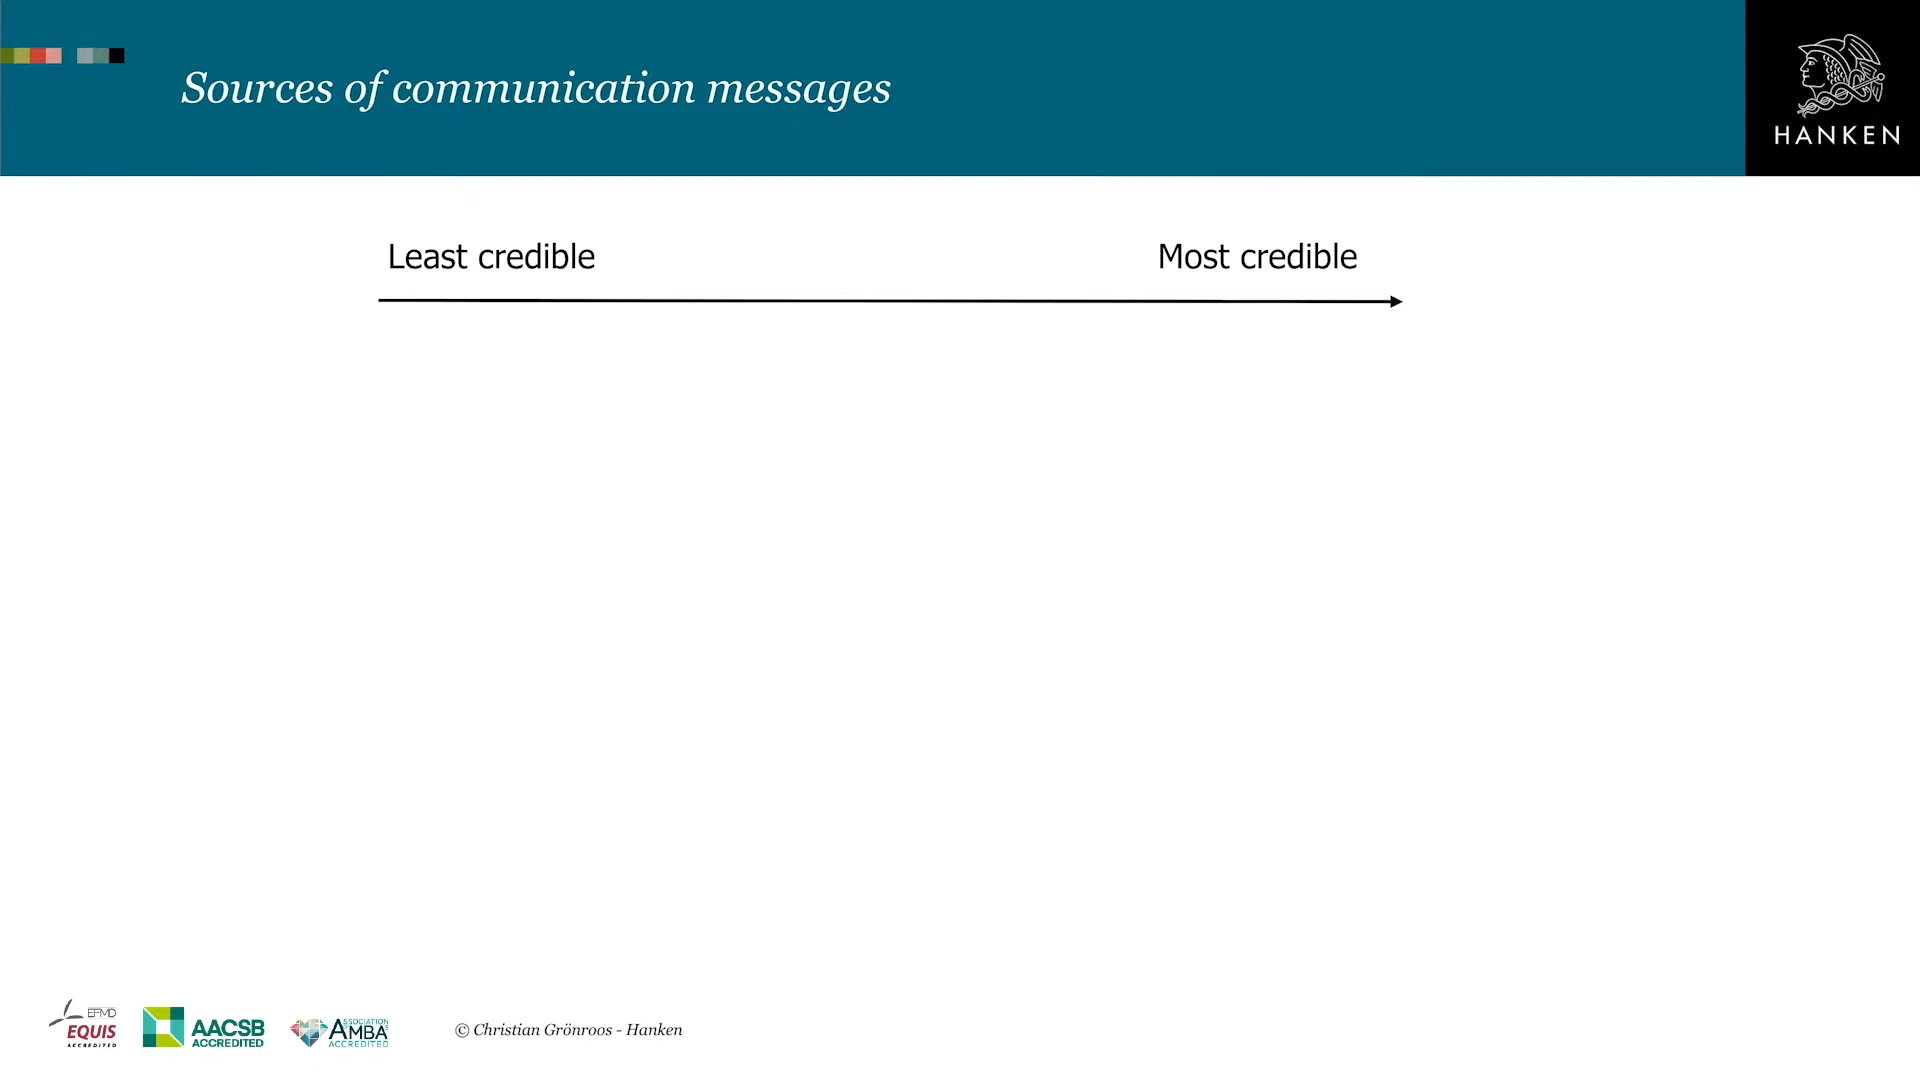 Sources of communication messages
HANKEN
Least credible
Most credible
EFMD
EQUIS
ACCREDITED
AACSB
ACCREDITED
ASSOCIATION
AMBA
ACCREDITED
© Christian Grönroos - Hanken